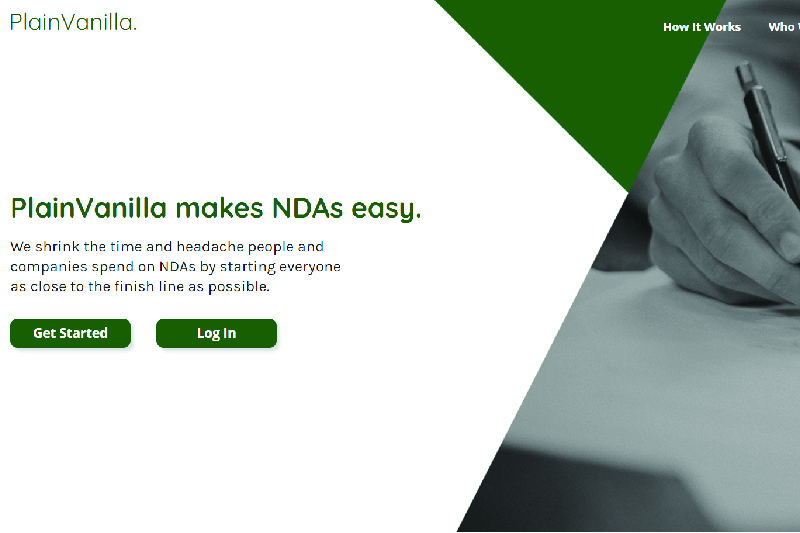 PlainVanilla.
How It Works
Who
PlainVanilla makes NDAs easy.
We shrink the time and headache people and
companies spend on NDAs by starting everyone
as close to the finish line as possible.
Get Started
Log In